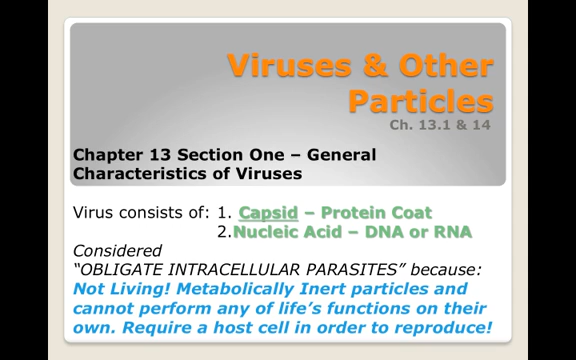 Viruses & Other
Particles
Ch. 13.1 & 14
Chapter 13 Section One – General
Characteristics of Viruses
Virus consists of: 1. Capsid – Protein Coat
2.Nucleic Acid – DNA or RNA
Considered
“OBLIGATE INTRACELLULAR PARASITES” because:
Not Living! Metabolically Inert particles and
cannot perform any of life’s functions on their
own. Require a host cell in order to reproduce!